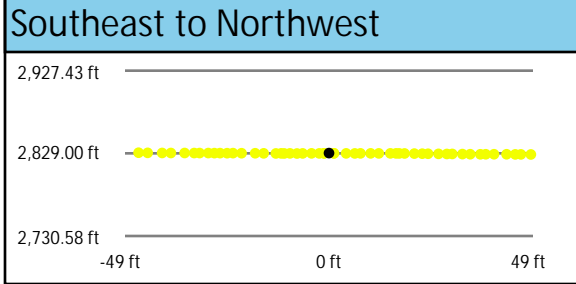 Southeast to Northwest
2,927.43 ft
2,829.00 ft
2,730.58 ft
-49 ft 0 ft 49 ft